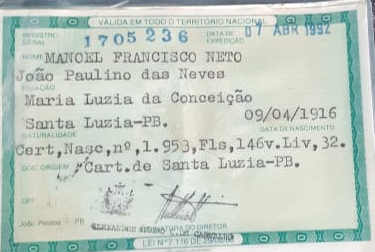 VÁLIDA EM TODO O TERRITÓRIO NACIONAL
REGISTRO GERAL 1705236 DATA DE EXPEDIÇÃO 07 ABR 1992
NOME MANOEL FRANCISCO NETO
João Paulino das Neves
FILIAÇÃO
Maria Luzia da Conceição
Santa Luzia-PB. 09/04/1916
NATURALIDADE DATA DE NASCIMENTO
Cert,Nasc,nº,1.953,Fls,146v.Liv,32.
DOC ORIGEM Cart.de Santa Luzia-PB.
CPF
João Pessoa - PB
ASSINATURA DO DIRETOR
LEI Nº 7.116 DE